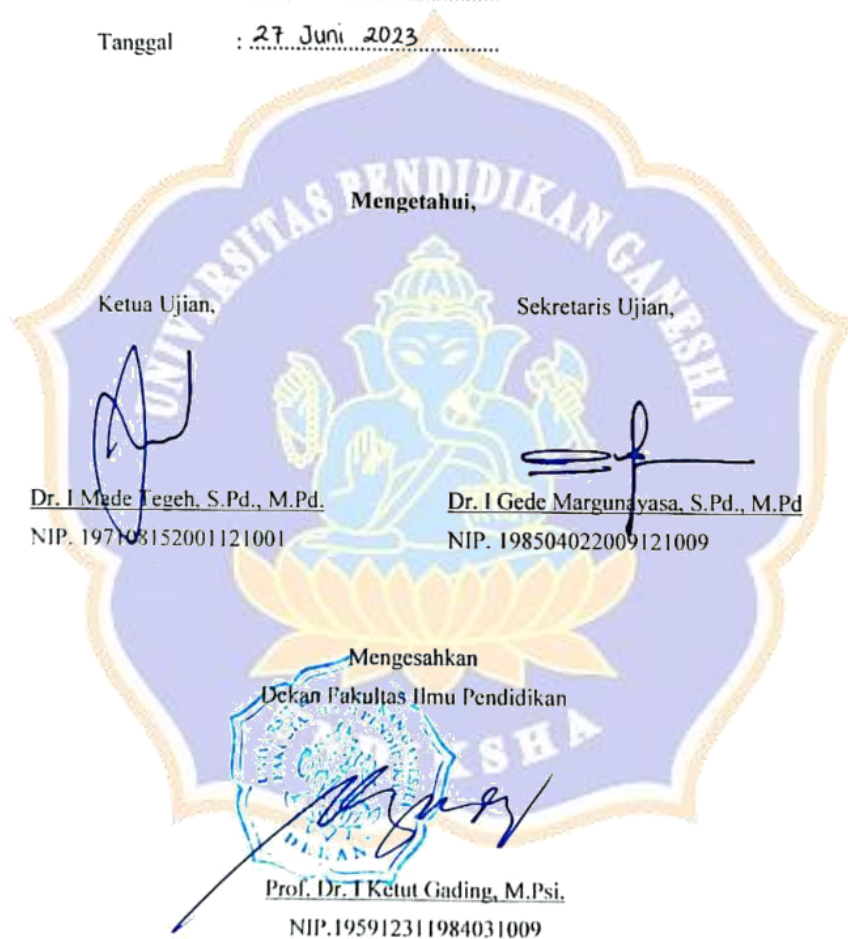 Tanggal : 27 Juni 2023
UNIVERSITAS PENDIDIKAN GANESHA
Mengetahui,
Ketua Ujian, Sekretaris Ujian,
Dr. I Made Tegeh, S.Pd., M.Pd. Dr. I Gede Margunayasa, S.Pd., M.Pd
NIP. 197108152001121001 NIP. 198504022009121009
Mengesahkan
Dekan Fakultas Ilmu Pendidikan
KSHA
DEKAN
Prof. Dr. I Ketut Gading, M.Psi.
NIP.195912311984031009